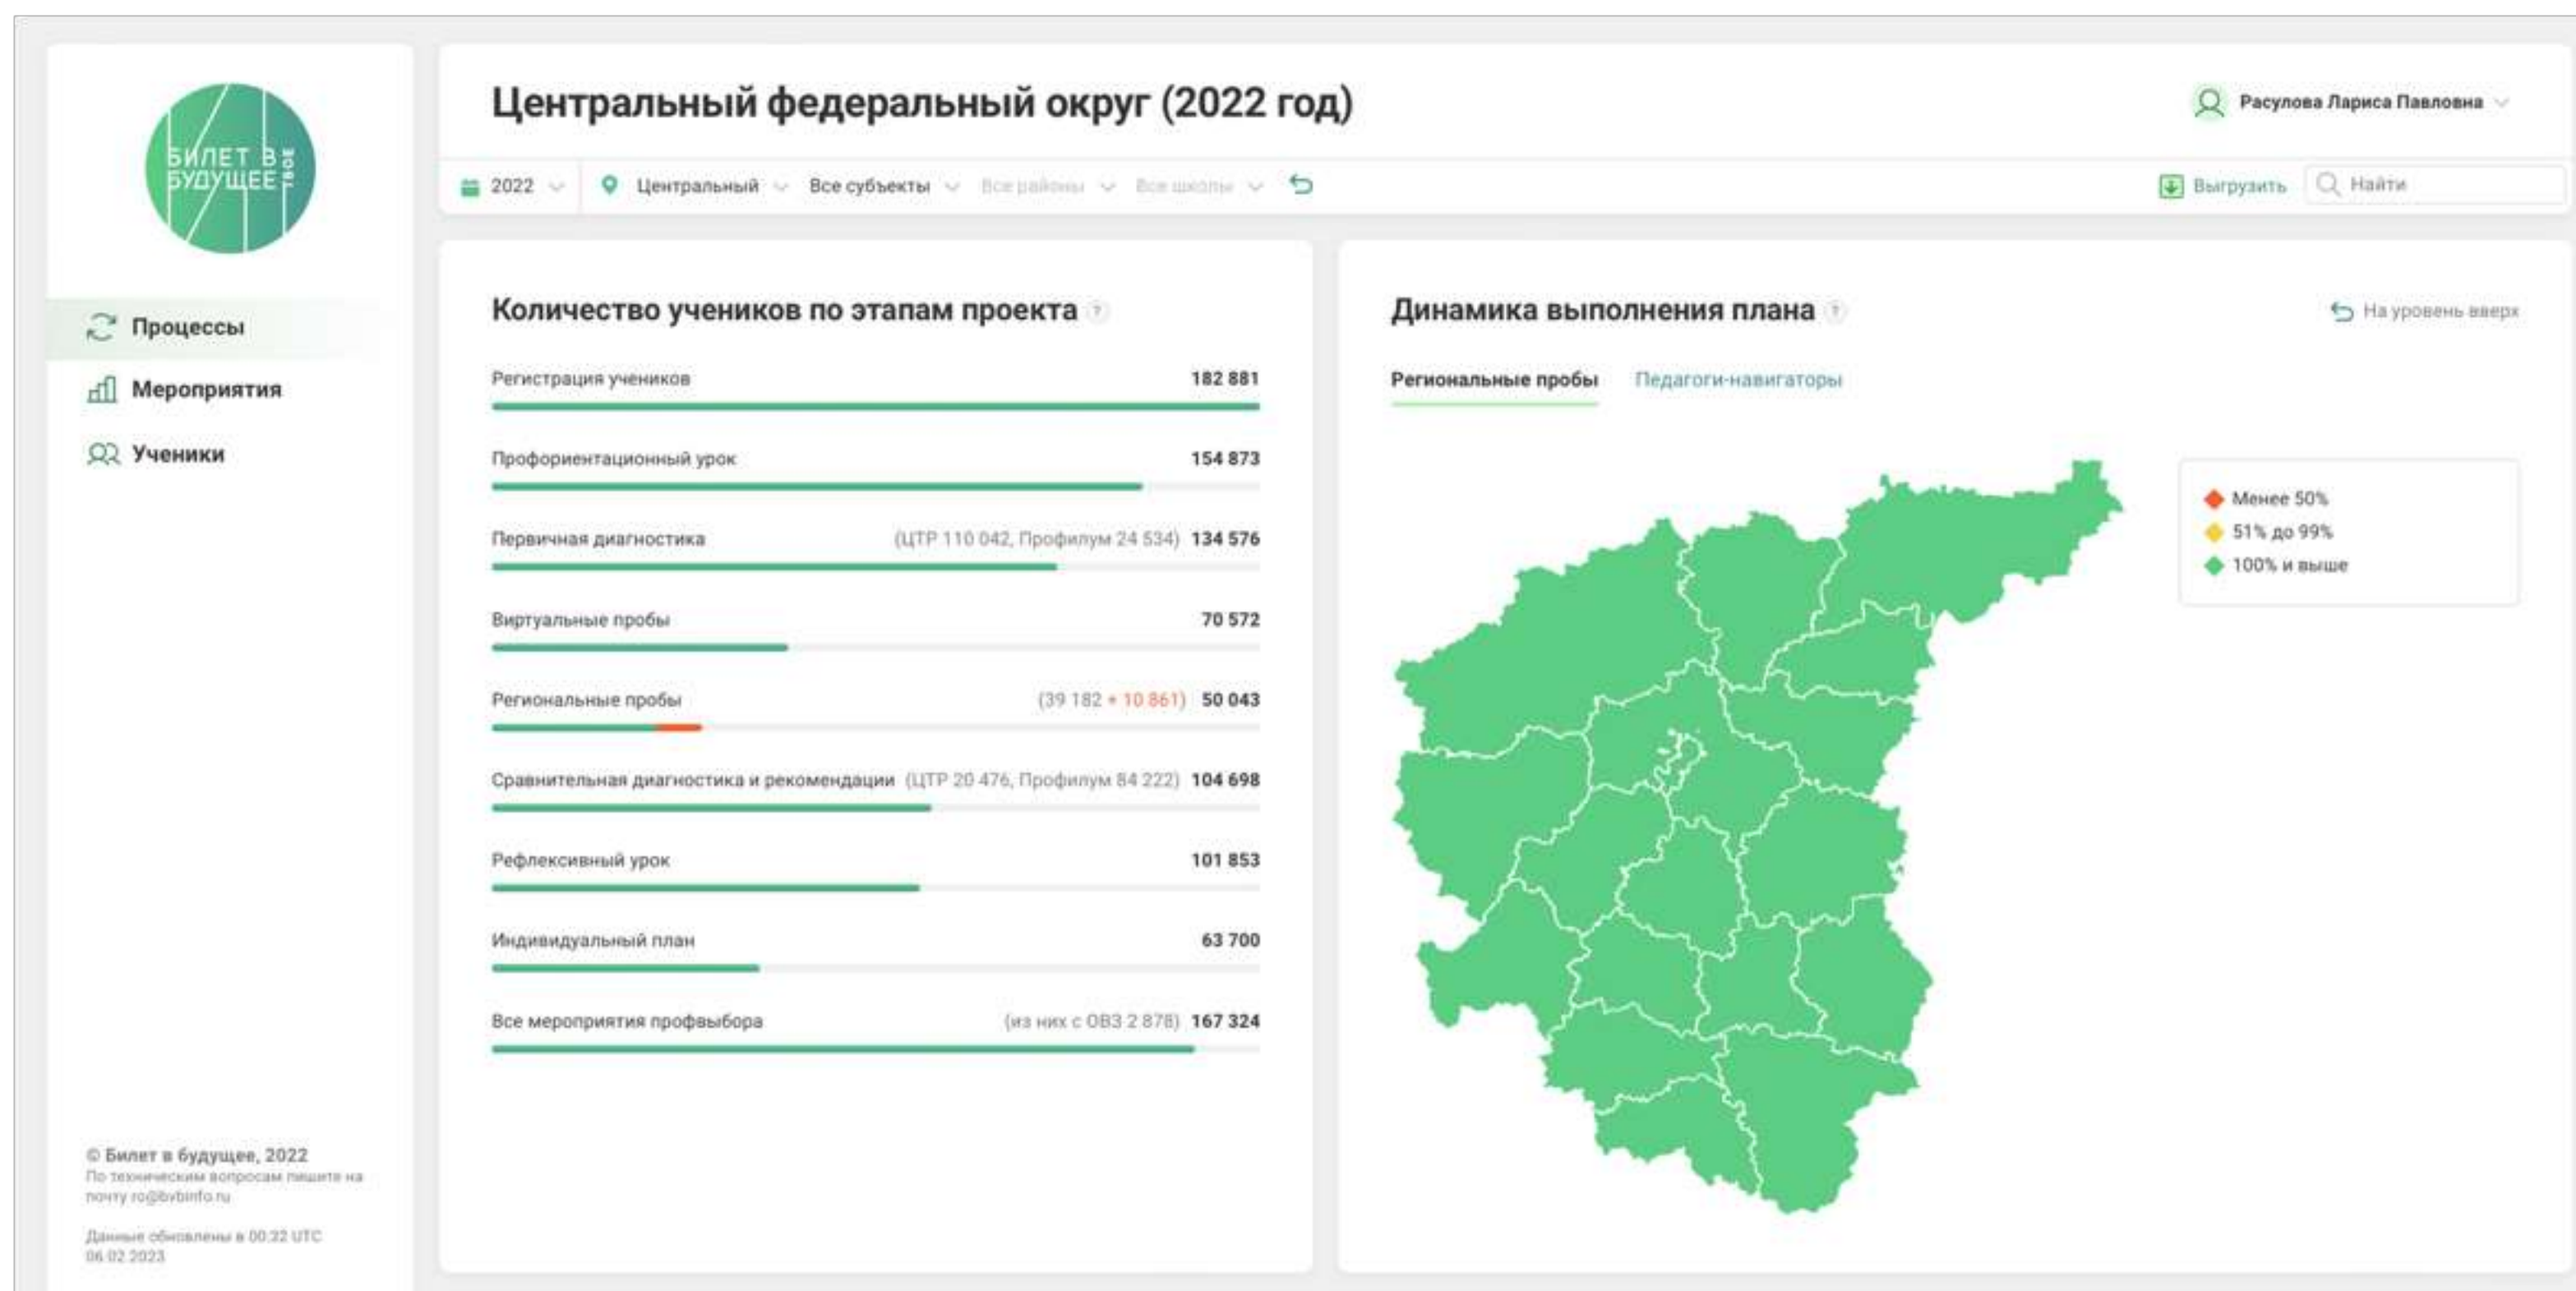 БИЛЕТ В
БУДУЩЕЕ
ТВОЕ
Процессы
Мероприятия
Ученики
© Билет в будущее, 2022
По техническим вопросам пишите на
почту ro@bvbinfo.ru
Данные обновлены в 00:32 UTC
06.02.2023
Центральный федеральный округ (2022 год)
Расулова Лариса Павловна
2022 Центральный Все субъекты Все районы Все школы
Выгрузить Найти
Количество учеников по этапам проекта ?
Регистрация учеников 182 881
Профориентационный урок 154 873
Первичная диагностика (ЦТР 110 042, Профилум 24 534) 134 576
Виртуальные пробы 70 572
Региональные пробы (39 182 + 10 861) 50 043
Сравнительная диагностика и рекомендации (ЦТР 20 476, Профилум 84 222) 104 698
Рефлексивный урок 101 853
Индивидуальный план 63 700
Все мероприятия профвыбора (из них с ОВЗ 2 878) 167 324
Динамика выполнения плана ?
На уровень вверх
Региональные пробы Педагоги-навигаторы
Менее 50%
51% до 99%
100% и выше